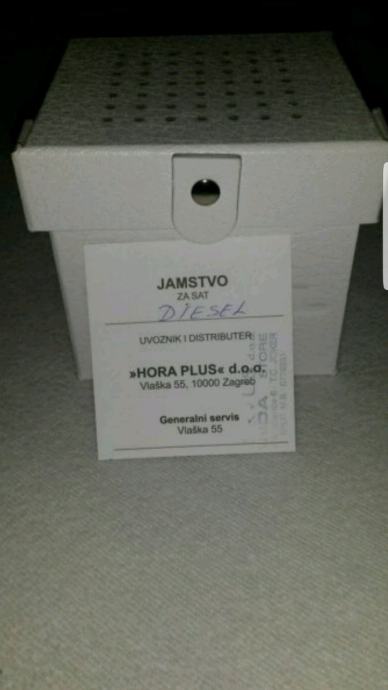 JAMSTVO
ZA SAT
DIESEL
UVOZNIK I DISTRIBUTER:
»HORA PLUS« d.o.o.
Vlaška 55, 10000 Zagreb
Generalni servis
Vlaška 55